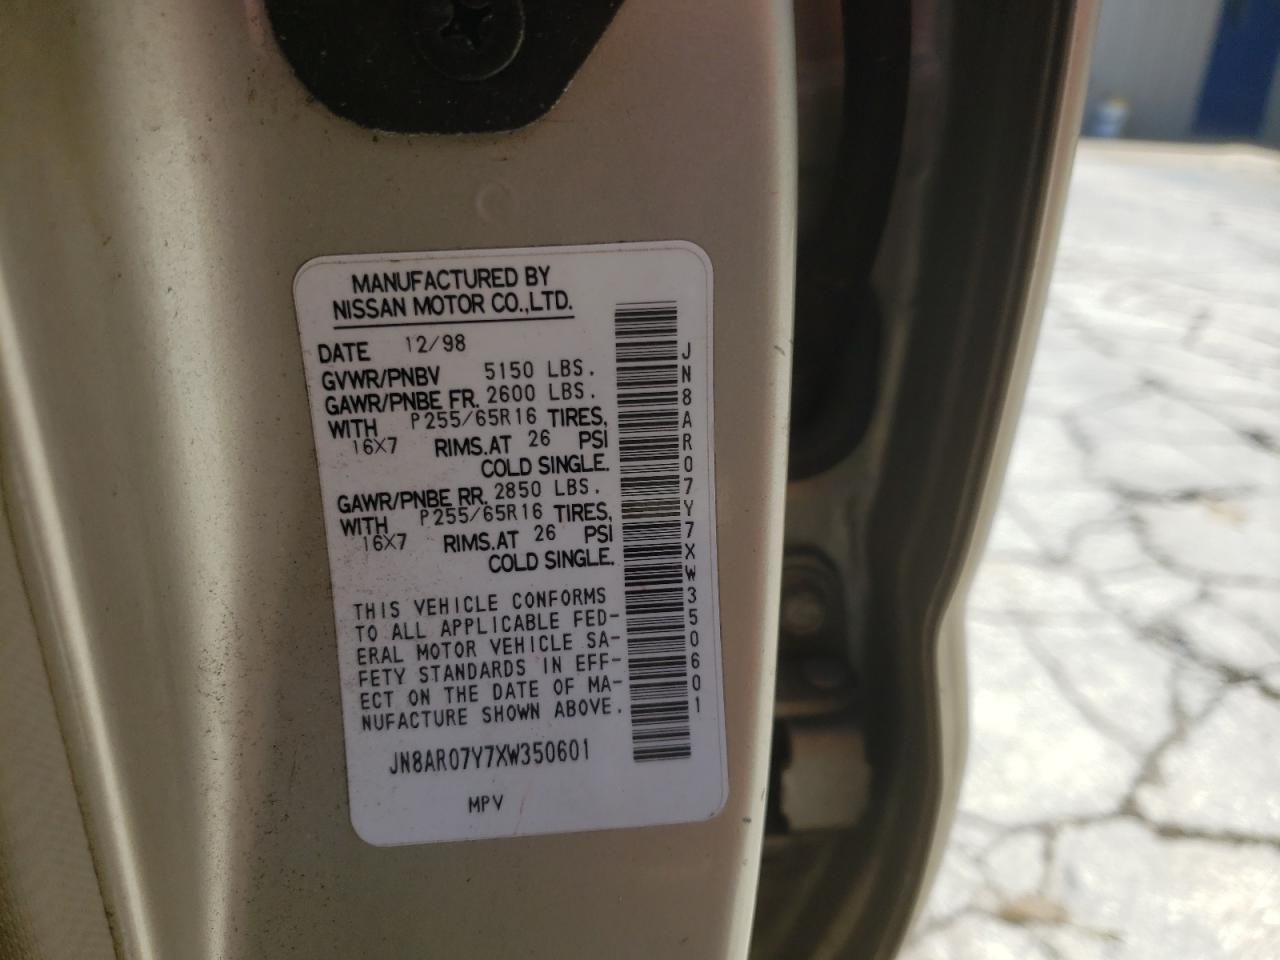 MANUFACTURED BY
NISSAN MOTOR CO.,LTD.
DATE 12/98
GVWR/PNBV 5150 LBS.
GAWR/PNBE FR. 2600 LBS.
WITH P255/65R16 TIRES,
16X7 RIMS.AT 26 PSI
COLD SINGLE.
GAWR/PNBE RR. 2850 LBS.
WITH P255/65R16 TIRES,
16X7 RIMS.AT 26 PSI
COLD SINGLE.
THIS VEHICLE CONFORMS
TO ALL APPLICABLE FED-
ERAL MOTOR VEHICLE SA-
FETY STANDARDS IN EFF-
ECT ON THE DATE OF MA-
NUFACTURE SHOWN ABOVE.
JN8AR07Y7XW350601
MPV
JN8AR07Y7XW350601